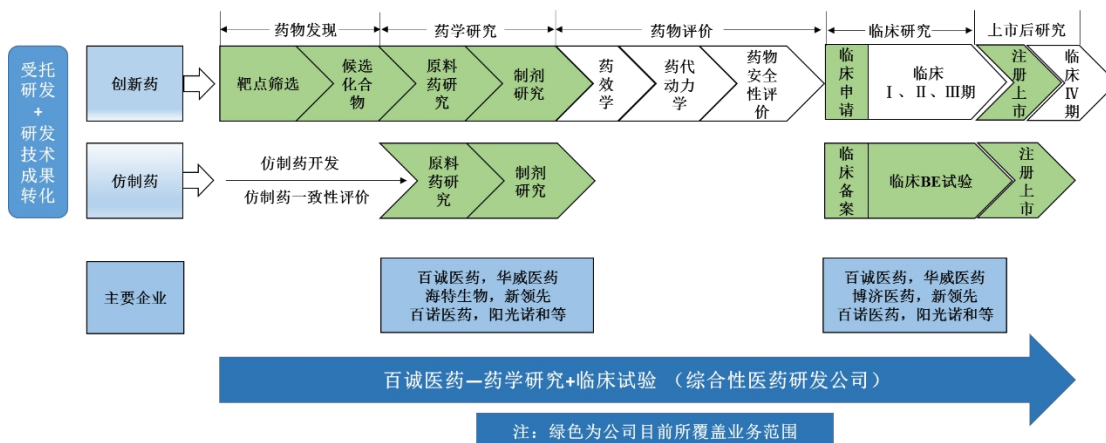 药物发现
药学研究
药物评价
临床研究
上市后研究
受托
研发
+
研发
技术
成果
转化
创新药
靶点筛选
候选
化合
物
原料
药研
究
制剂
研究
药
效
学
药代
动力
学
药物
安全
性评
价
临
床
申
请
临床
Ⅰ、Ⅱ、Ⅲ期
注
册
上
市
临
床
Ⅳ
期
仿制药
仿制药开发
仿制药一致性评价
原料
药研
究
制剂
研究
临
床
备
案
临床BE试验
注
册
上
市
主要企业
百诚医药，华威医药
海特生物，新领先
百诺医药，阳光诺和等
百诚医药，华威医药
博济医药，新领先
百诺医药，阳光诺和等
百诚医药—药学研究+临床试验 （综合性医药研发公司）
注：绿色为公司目前所覆盖业务范围